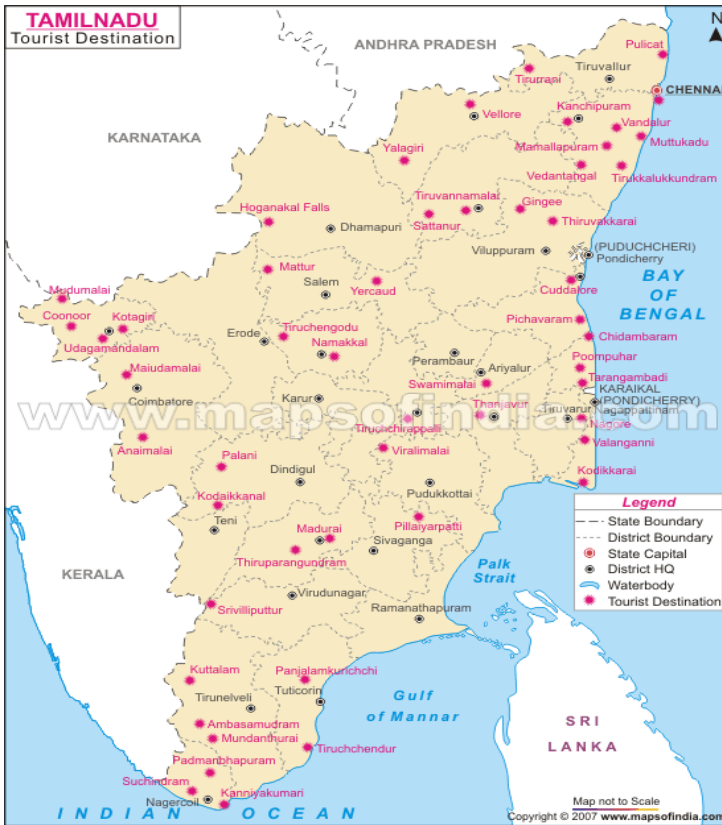 TAMILNADU
Tourist Destination
N
ANDHRA PRADESH
Pulicat
Tiruttani
Tiruvallur
CHENNAI
Kanchipuram
Vellore
Vandalur
KARNATAKA
Muttukadu
Mamallapuram
Yalagiri
Vedantangal
Tirukkalukkundram
Tiruvannamalai
Gingee
Hoganakal Falls
Sattanur
Thiruvakkarai
Dhamapuri
Viluppuram
(PUDUCHCHERI)
Pondicherry
Mattur
BAY
OF
BENGAL
Salem
Yercaud
Cuddalore
Mudumalai
Coonoor
Kotagiri
Pichavaram
Tiruchengodu
Chidambaram
Erode
Udagamandalam
Namakkal
Perambaur
Poompuhar
Maiudamalai
Ariyalur
Swamimalai
Tarangambadi
Coimbatore
KARAIKAL
(PONDICHERRY)
Karur
Thanjavur
Tiruvarur
Nagappattinam
www.mapsofindia.com
Tiruchchirappalli
Nagore
Anaimalai
Viralimalai
Valanganni
Palani
Dindigul
Kodikkarai
Kodaikkanal
Pudukkottai
Teni
Madurai
Pillaiyarpatti
Thiruparangundram
Sivaganga
Palk
Strait
KERALA
Virudunagar
Srivilliputtur
Ramanathapuram
Kuttalam
Panjalamkurichchi
Tirunelveli
Tuticorin
Gulf
of Mannar
Ambasamudram
Mundanthurai
Tiruchchendur
SRI
LANKA
Padmanbhapuram
Suchindram
Kanniyakumari
Nagercoil
INDIAN OCEAN
Legend
State Boundary
District Boundary
State Capital
District HQ
Waterbody
Tourist Destination
Map not to Scale
Copyright © 2007 www.mapsofindia.com